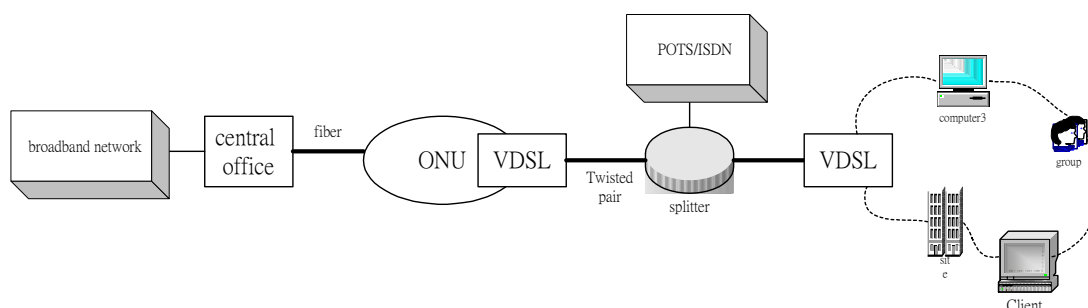 POTS/ISDN
broadband network
central
office
fiber
ONU
VDSL
Twisted
pair
splitter
VDSL
computer3
group
sit
e
Client